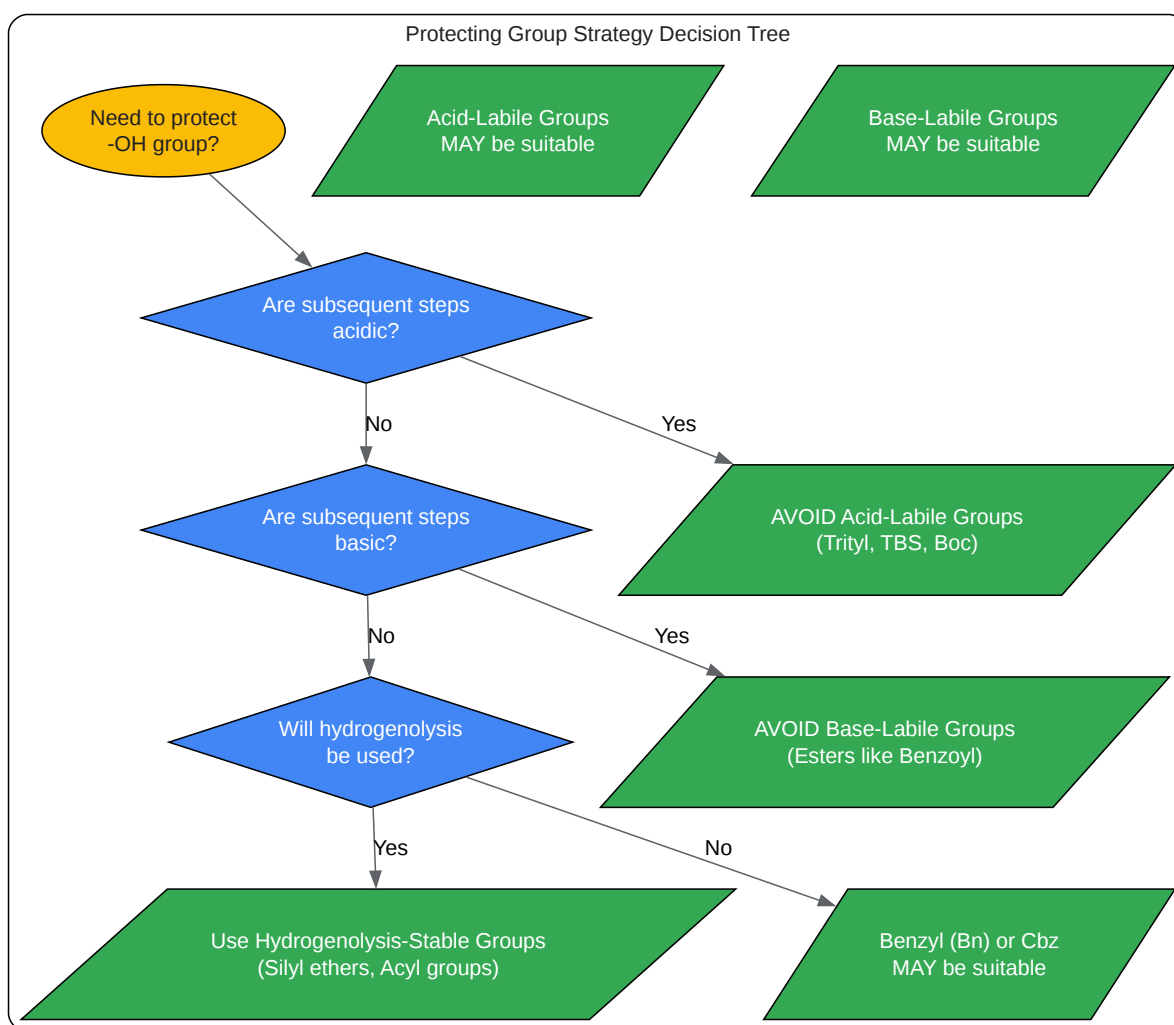 Protecting Group Strategy Decision Tree
Need to protect
-OH group?
Acid-Labile Groups
MAY be suitable
Base-Labile Groups
MAY be suitable
Are subsequent steps
acidic?
No
Yes
Are subsequent steps
basic?
AVOID Acid-Labile Groups
(Trityl, TBS, Boc)
No
Yes
Will hydrogenolysis
be used?
AVOID Base-Labile Groups
(Esters like Benzoyl)
Yes
No
Use Hydrogenolysis-Stable Groups
(Silyl ethers, Acyl groups)
Benzyl (Bn) or Cbz
MAY be suitable